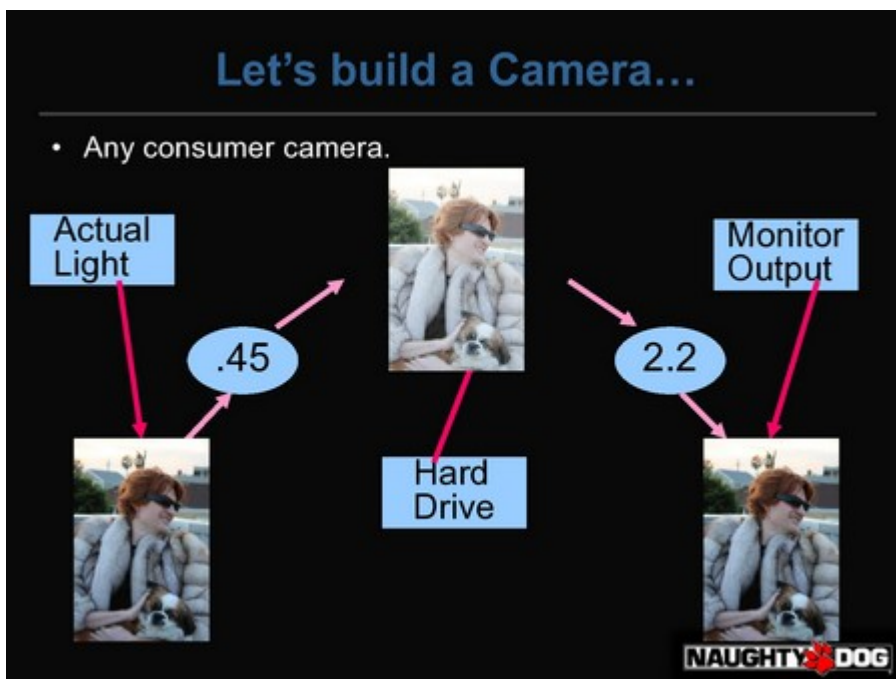 Let's build a Camera…
• Any consumer camera.
Actual
Light
Monitor
Output
.45
2.2
Hard
Drive
NAUGHTY DOG